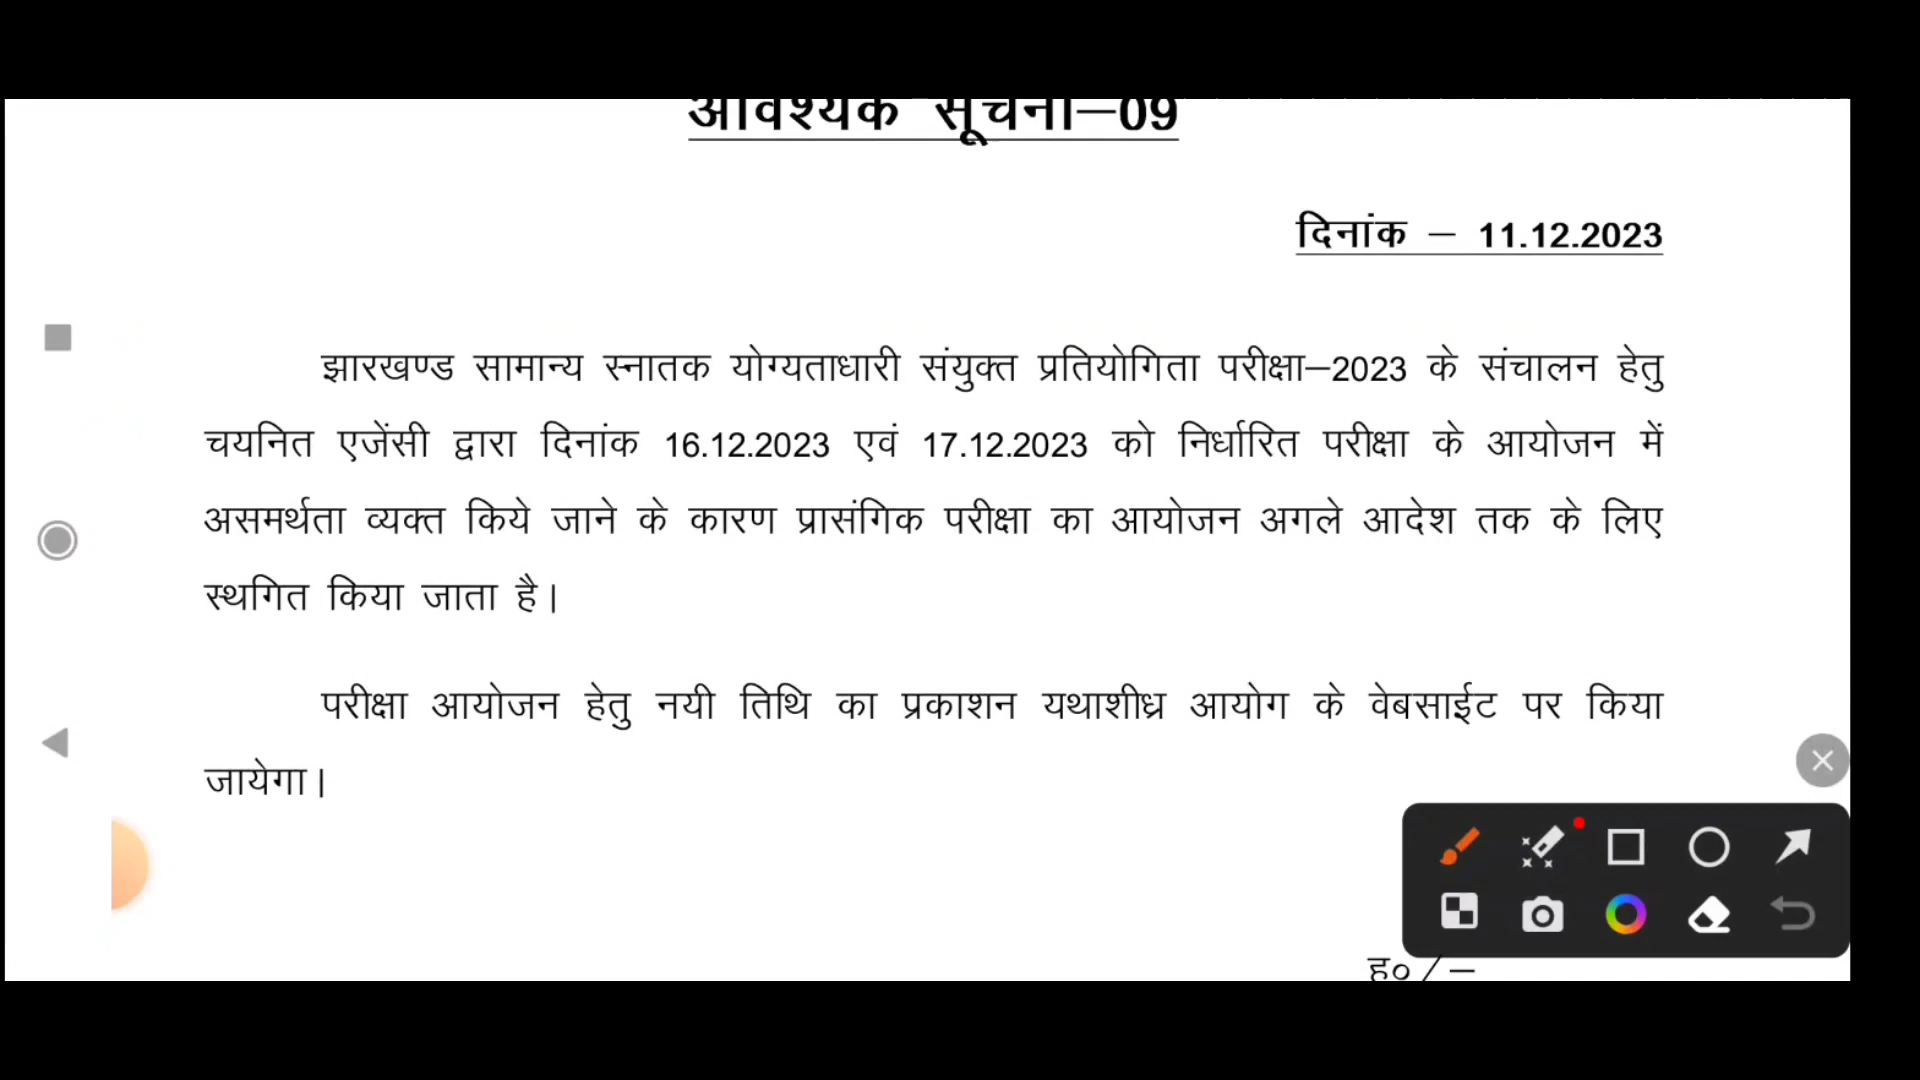 आवश्यक सूचना–09
दिनांक – 11.12.2023
झारखण्ड सामान्य स्नातक योग्यताधारी संयुक्त प्रतियोगिता परीक्षा–2023 के संचालन हेतु
चयनित एजेंसी द्वारा दिनांक 16.12.2023 एवं 17.12.2023 को निर्धारित परीक्षा के आयोजन में
असमर्थता व्यक्त किये जाने के कारण प्रासंगिक परीक्षा का आयोजन अगले आदेश तक के लिए
स्थगित किया जाता है।
परीक्षा आयोजन हेतु नयी तिथि का प्रकाशन यथाशीध्र आयोग के वेबसाईट पर किया
जायेगा।
ह० /–